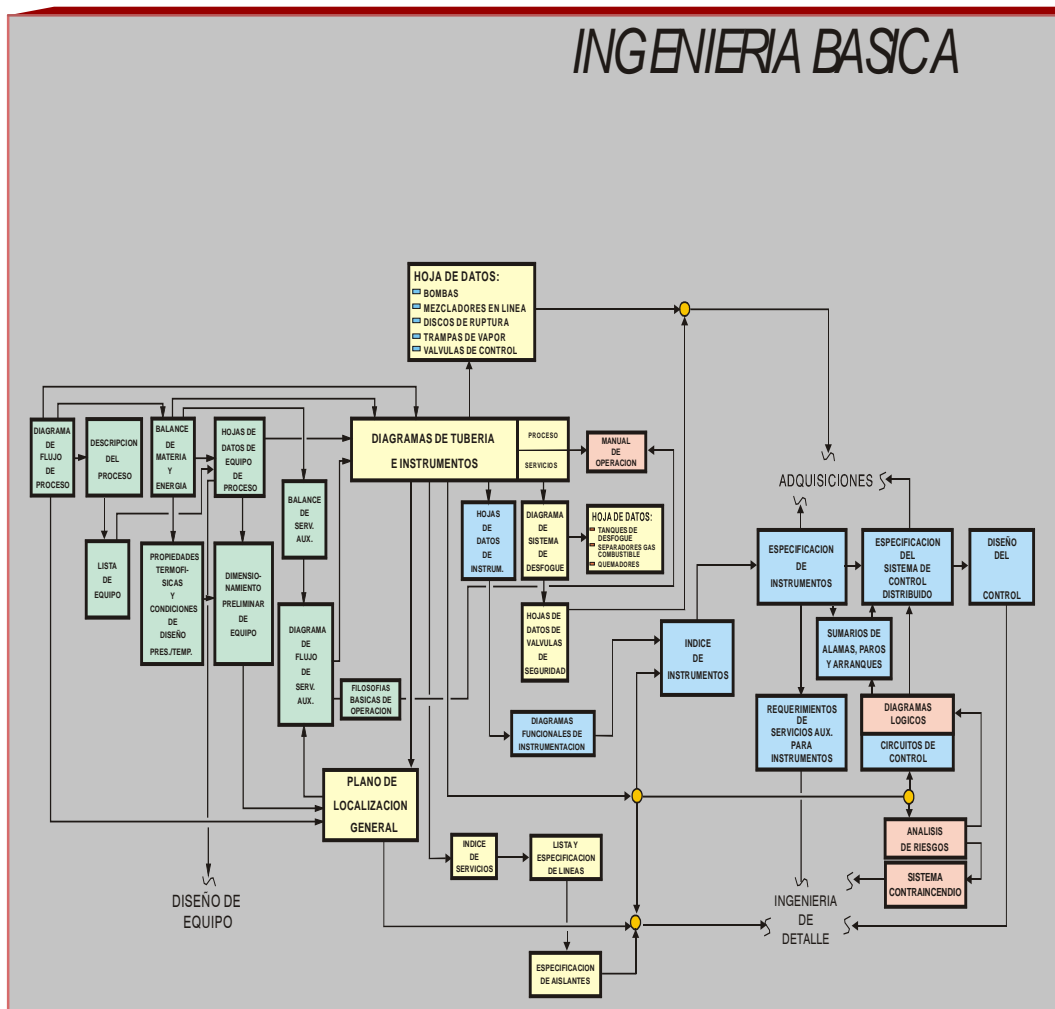 INGENIERIA BASICA
HOJA DE DATOS:
BOMBAS
MEZCLADORES EN LINEA
DISCOS DE RUPTURA
TRAMPAS DE VAPOR
VALVULAS DE CONTROL
DIAGRAMA
DE
FLUJO
DE
PROCESO
DESCRIPCION
DEL
PROCESO
BALANCE
DE
MATERIA
Y
ENERGIA
HOJAS DE
DATOS DE
EQUIPO
DE
PROCESO
DIAGRAMAS DE TUBERIA
E INSTRUMENTOS
PROCESO
SERVICIOS
MANUAL
DE
OPERACION
ADQUISICIONES
BALANCE
DE
SERV.
AUX.
HOJAS
DE
DATOS
DE
INSTRUM.
DIAGRAMA
DE
SISTEMA
DE
DESFOGUE
HOJA DE DATOS:
TANQUES DE
DESFOGUE
SEPARADORES GAS
COMBUSTIBLE
QUEMADORES
ESPECIFICACION
DE
INSTRUMENTOS
ESPECIFICACION
DEL
SISTEMA DE
CONTROL
DISTRIBUIDO
DISEÑO
DEL
CONTROL
LISTA
DE
EQUIPO
PROPIEDADES
TERMOFI-
SICAS
Y
CONDICIONES
DE
DISEÑO
PRES./TEMP.
DIMENSIO-
NAMIENTO
PRELIMINAR
DE
EQUIPO
DIAGRAMA
DE
FLUJO
DE
SERV.
AUX.
HOJAS DE
DATOS DE
VALVULAS
DE
SEGURIDAD
INDICE
DE
INSTRUMENTOS
SUMARIOS DE
ALAMAS, PAROS
Y ARRANQUES
FILOSOFIAS
BASICAS DE
OPERACION
DIAGRAMAS
FUNCIONALES DE
INSTRUMENTACION
REQUERIMIENTOS
DE
SERVICIOS AUX.
PARA
INSTRUMENTOS
DIAGRAMAS
LOGICOS
CIRCUITOS DE
CONTROL
PLANO DE
LOCALIZACION
GENERAL
INDICE
DE
SERVICIOS
LISTA Y
ESPECIFICACION
DE LINEAS
ANALISIS
DE RIESGOS
SISTEMA
CONTRAINCENDIO
DISEÑO DE
EQUIPO
INGENIERIA
DE
DETALLE
ESPECIFICACION
DE AISLANTES